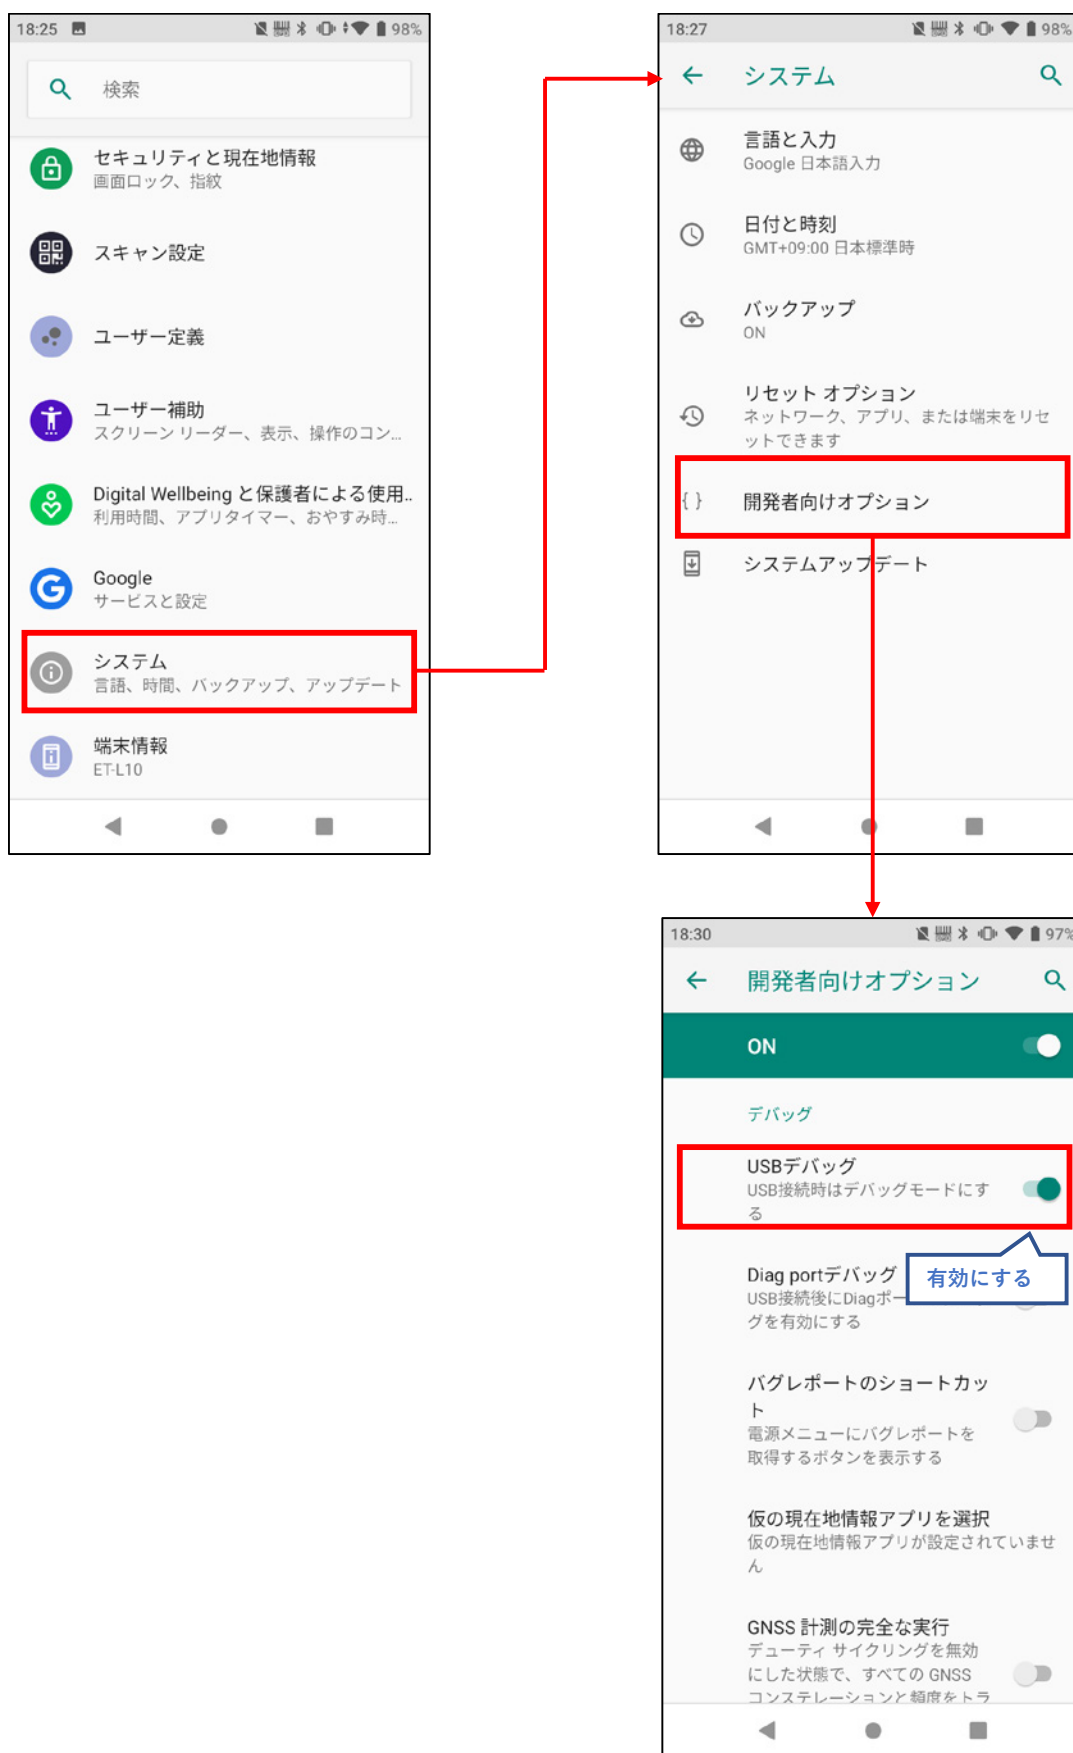 18:25
98%
検索
セキュリティと現在地情報
画面ロック、指紋
スキャン設定
ユーザー定義
ユーザー補助
スクリーン リーダー、表示、操作のコン...
Digital Wellbeing と保護者による使用..
利用時間、アプリタイマー、おやすみ時...
Google
サービスと設定
システム
言語、時間、バックアップ、アップデート
端末情報
ET-L10
18:27
98%
システム
言語と入力
Google 日本語入力
日付と時刻
GMT+09:00 日本標準時
バックアップ
ON
リセット オプション
ネットワーク、アプリ、または端末をリセ
ットできます
{ } 開発者向けオプション
システムアップデート
18:30
97%
開発者向けオプション
ON
デバッグ
USBデバッグ
USB接続時はデバッグモードにす
る
有効にする
Diag portデバッグ
USB接続後にDiagポー
グを有効にする
バグレポートのショートカッ
ト
電源メニューにバグレポートを
取得するボタンを表示する
仮の現在地情報アプリを選択
仮の現在地情報アプリが設定されていませ
ん
GNSS 計測の完全な実行
デューティ サイクリングを無効
にした状態で、すべての GNSS
コンステレーションと頻度をトラ